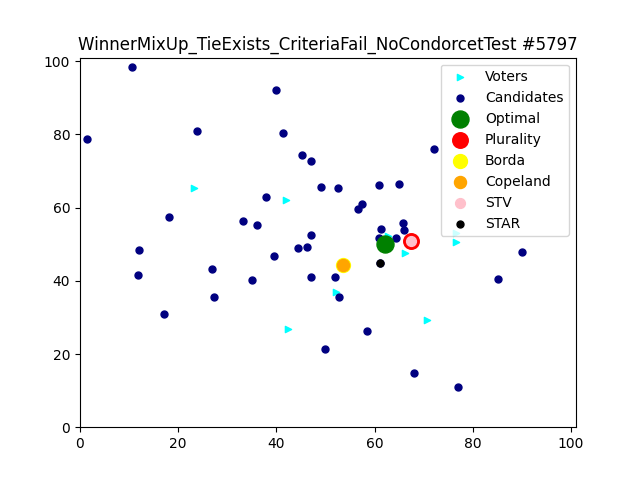 WinnerMixUp_TieExists_CriteriaFail_NoCondorcetTest #5797
100
80
60
40
20
0
0 20 40 60 80 100
Voters
Candidates
Optimal
Plurality
Borda
Copeland
STV
STAR